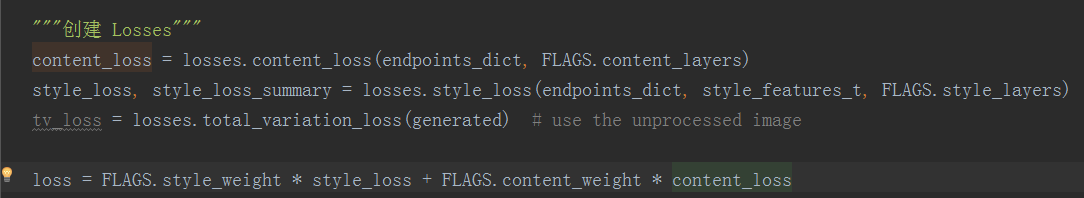 """创建 Losses"""
content_loss = losses.content_loss(endpoints_dict, FLAGS.content_layers)
style_loss, style_loss_summary = losses.style_loss(endpoints_dict, style_features_t, FLAGS.style_layers)
tv_loss = losses.total_variation_loss(generated)  # use the unprocessed image
loss = FLAGS.style_weight * style_loss + FLAGS.content_weight * content_loss